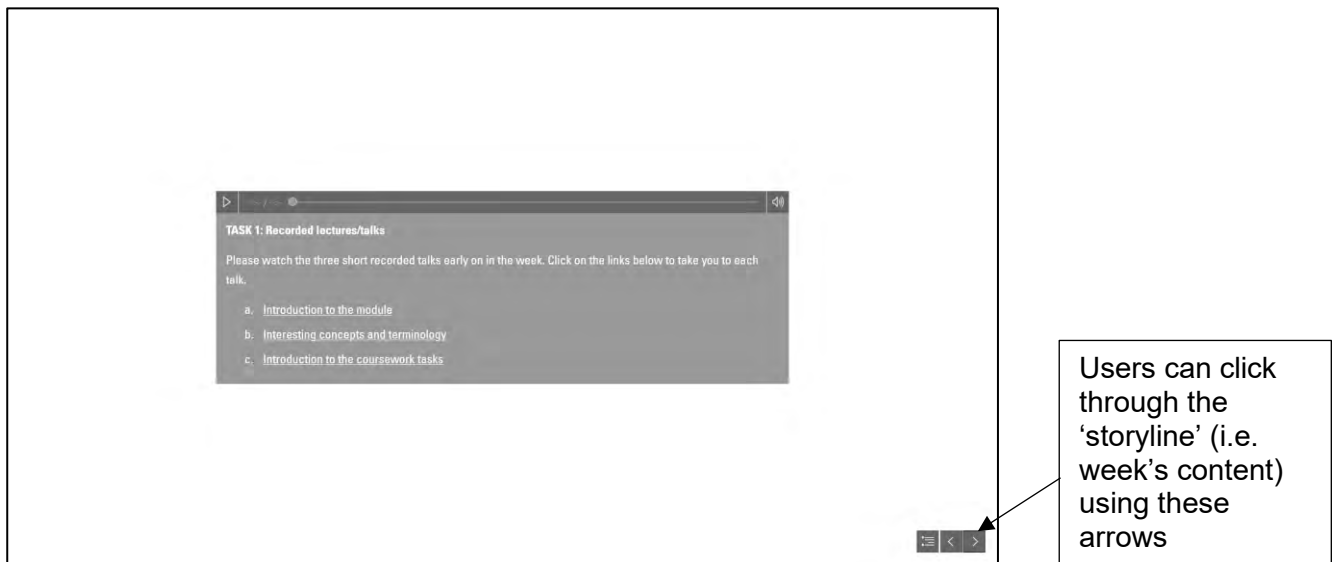 TASK 1: Recorded lectures/talks
Please watch the three short recorded talks early on in the week. Click on the links below to take you to each
talk.
a. Introduction to the module
b. Interesting concepts and terminology
c. Introduction to the coursework tasks
Users can click
through the
‘storyline’ (i.e.
week’s content)
using these
arrows